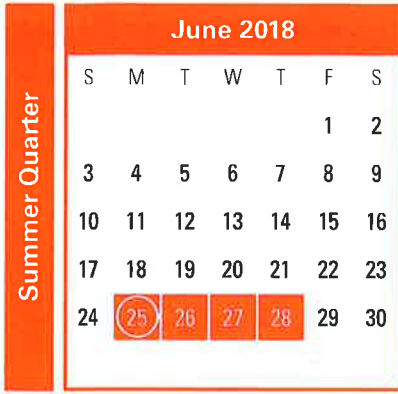 June 2018
Summer Quarter
S M T W T F S
1 2
3 4 5 6 7 8 9
10 11 12 13 14 15 16
17 18 19 20 21 22 23
24 25 26 27 28 29 30